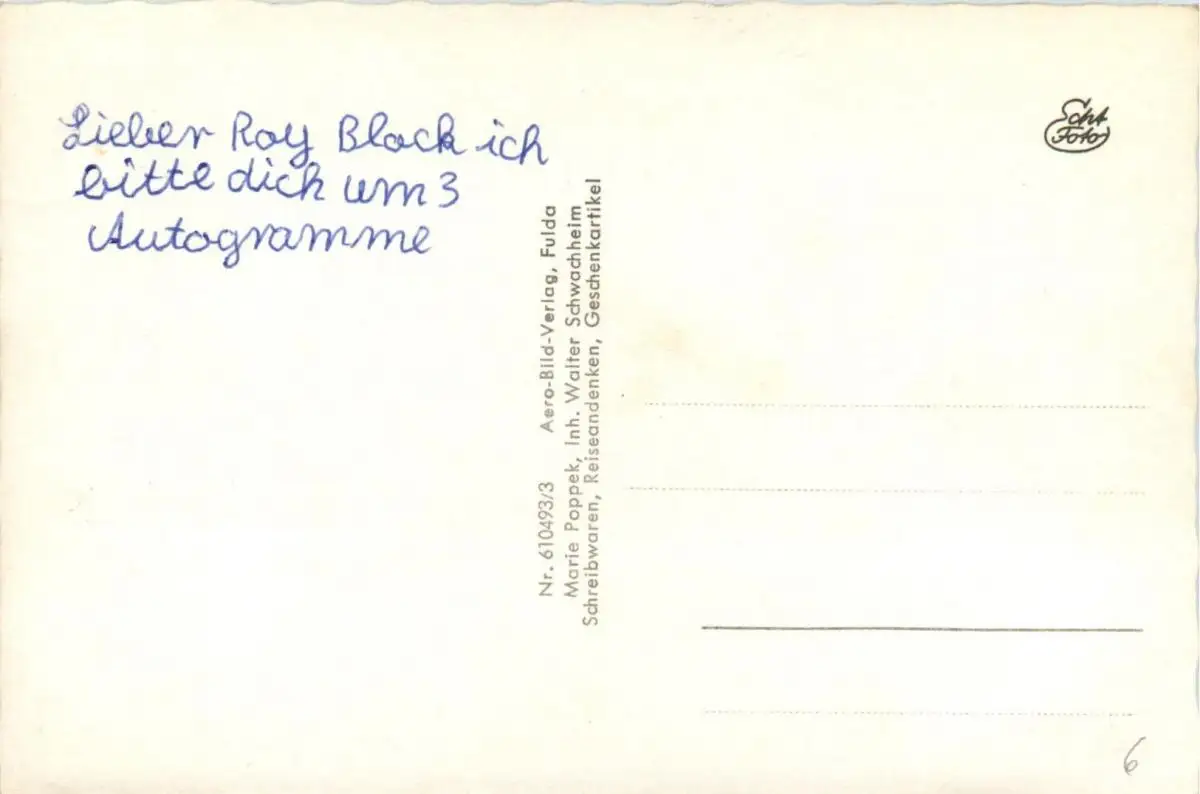 Lieber Roy Block ich
bitte dich um 3
Autogramme
Echt
Foto
Nr. 610493/3 Aero-Bild-Verlag, Fulda
Marie Poppek, Inh. Walter Schwachheim
Schreibwaren, Reiseandenken, Geschenkartikel
6